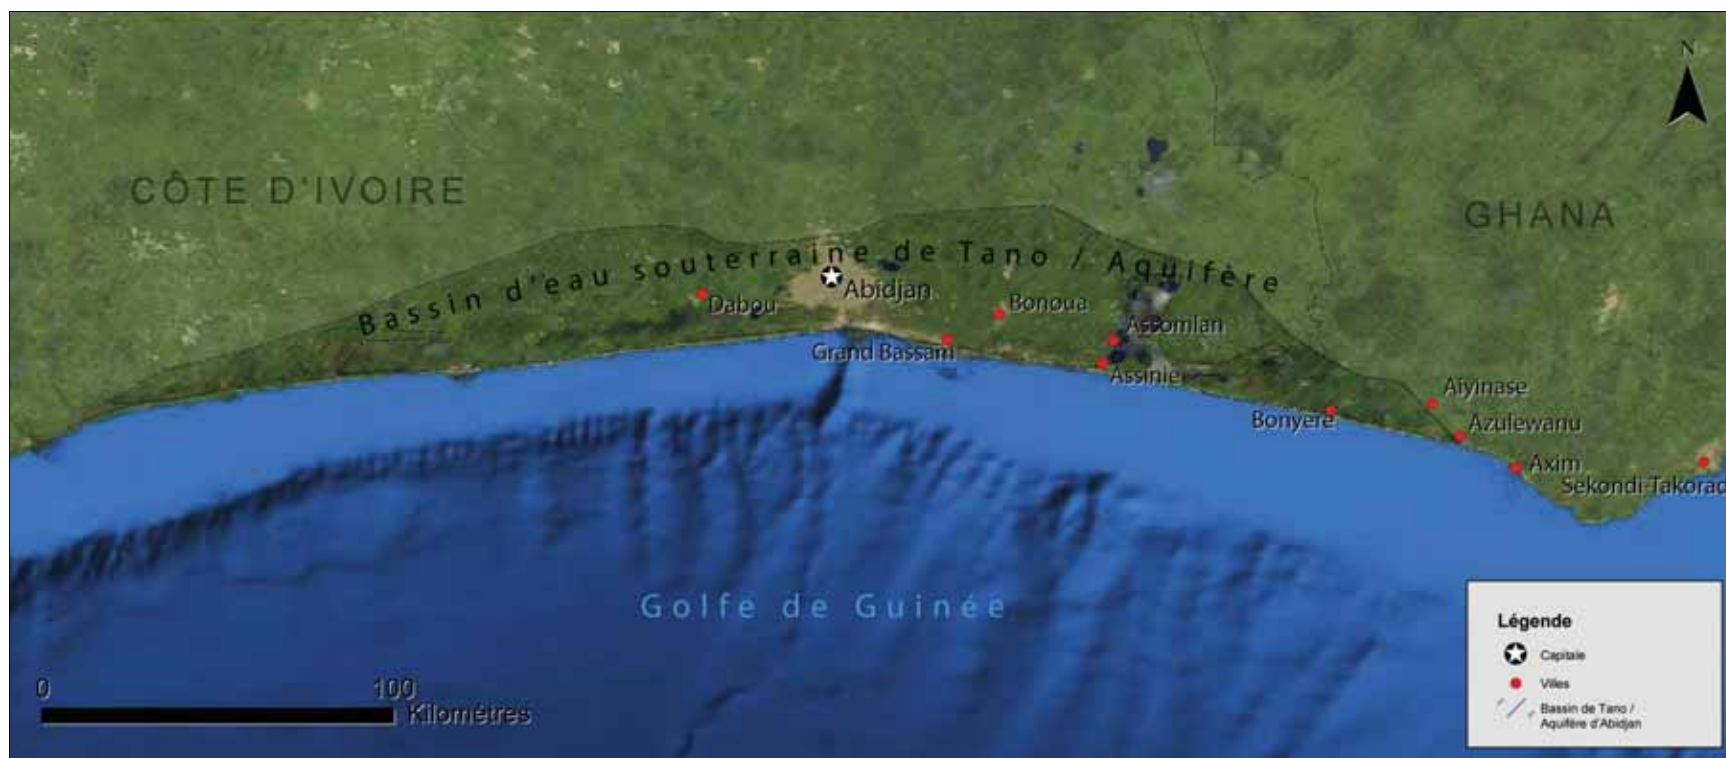 N
CÔTE D'IVOIRE
GHANA
Bassin d'eau souterraine de Tano / Aquifère
Abidjan
Dabou
Bonoua
Assomlan
Grand Bassam
Assinie
Aiyinase
Bonyere
Azulewanu
Axim
Sekondi-Takorad
Golfe de Guinée
0 100
Kilométres
Légende
Capitale
Villes
Bassin de Tano /
Aquifère d'Abidjan